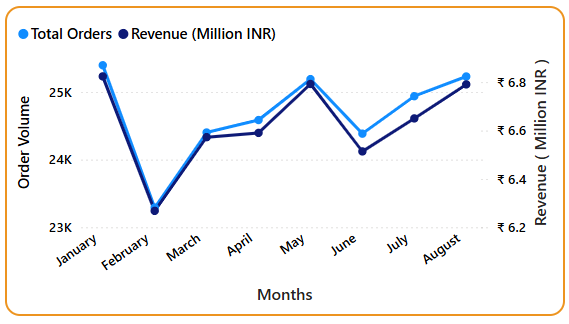 Total Orders Revenue (Million INR)
Order Volume
25K
24K
23K
₹ 6.8
₹ 6.6
₹ 6.4
₹ 6.2
Revenue ( Million INR )
January February March April May June July August
Months